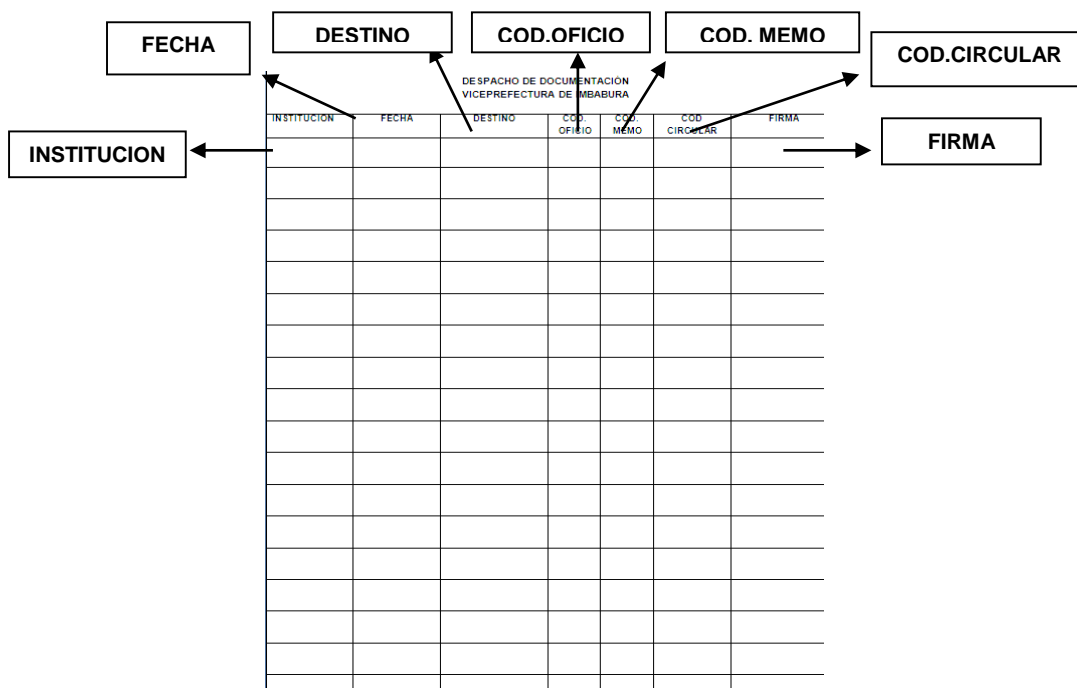 FECHA
DESTINO
COD.OFICIO
COD. MEMO
COD.CIRCULAR
DESPACHO DE DOCUMENTACIÓN
VICEPREFECTURA DE IMBABURA
INSTITUCION FECHA DESTINO COD. COD. COD FIRMA
OFICIO MEMO CIRCULAR
INSTITUCION
FIRMA